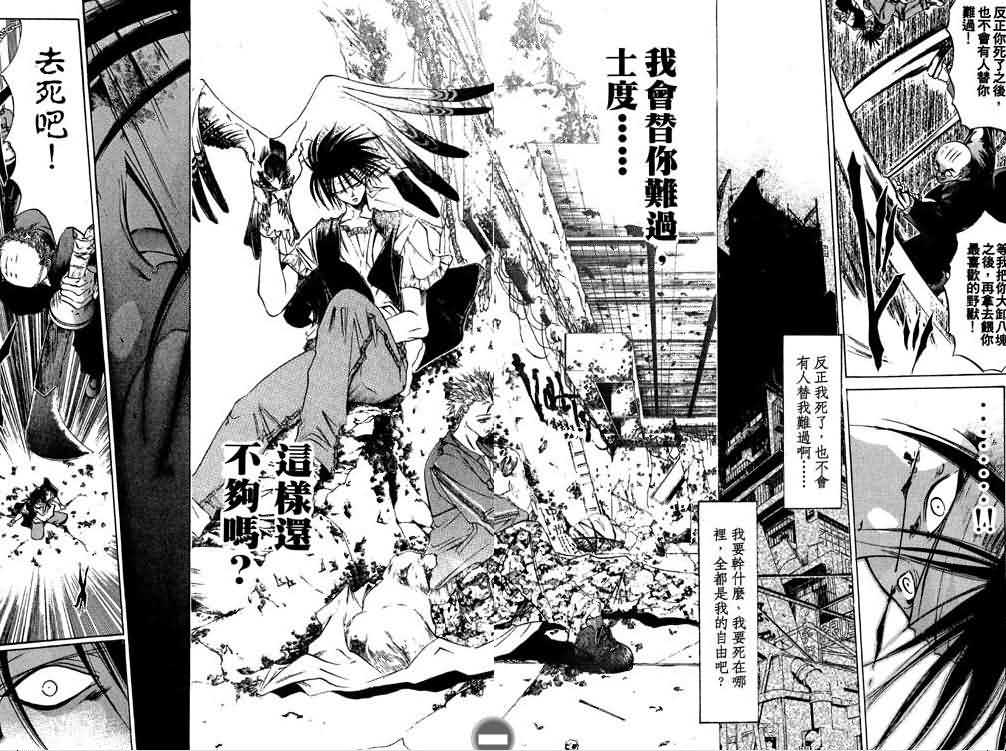 反正你死了之後，
也不會有人替你
難過！
等我把你卸八塊
之後，再拿去餵你
最喜歡的野獸！
………!!
反正我死了，也不會
有人替我難過啊……
我要幹什麼、我要死在哪
裡，全都是我的自由吧？
我會替你難過，
士度……
這樣還
不夠嗎？
去死吧！